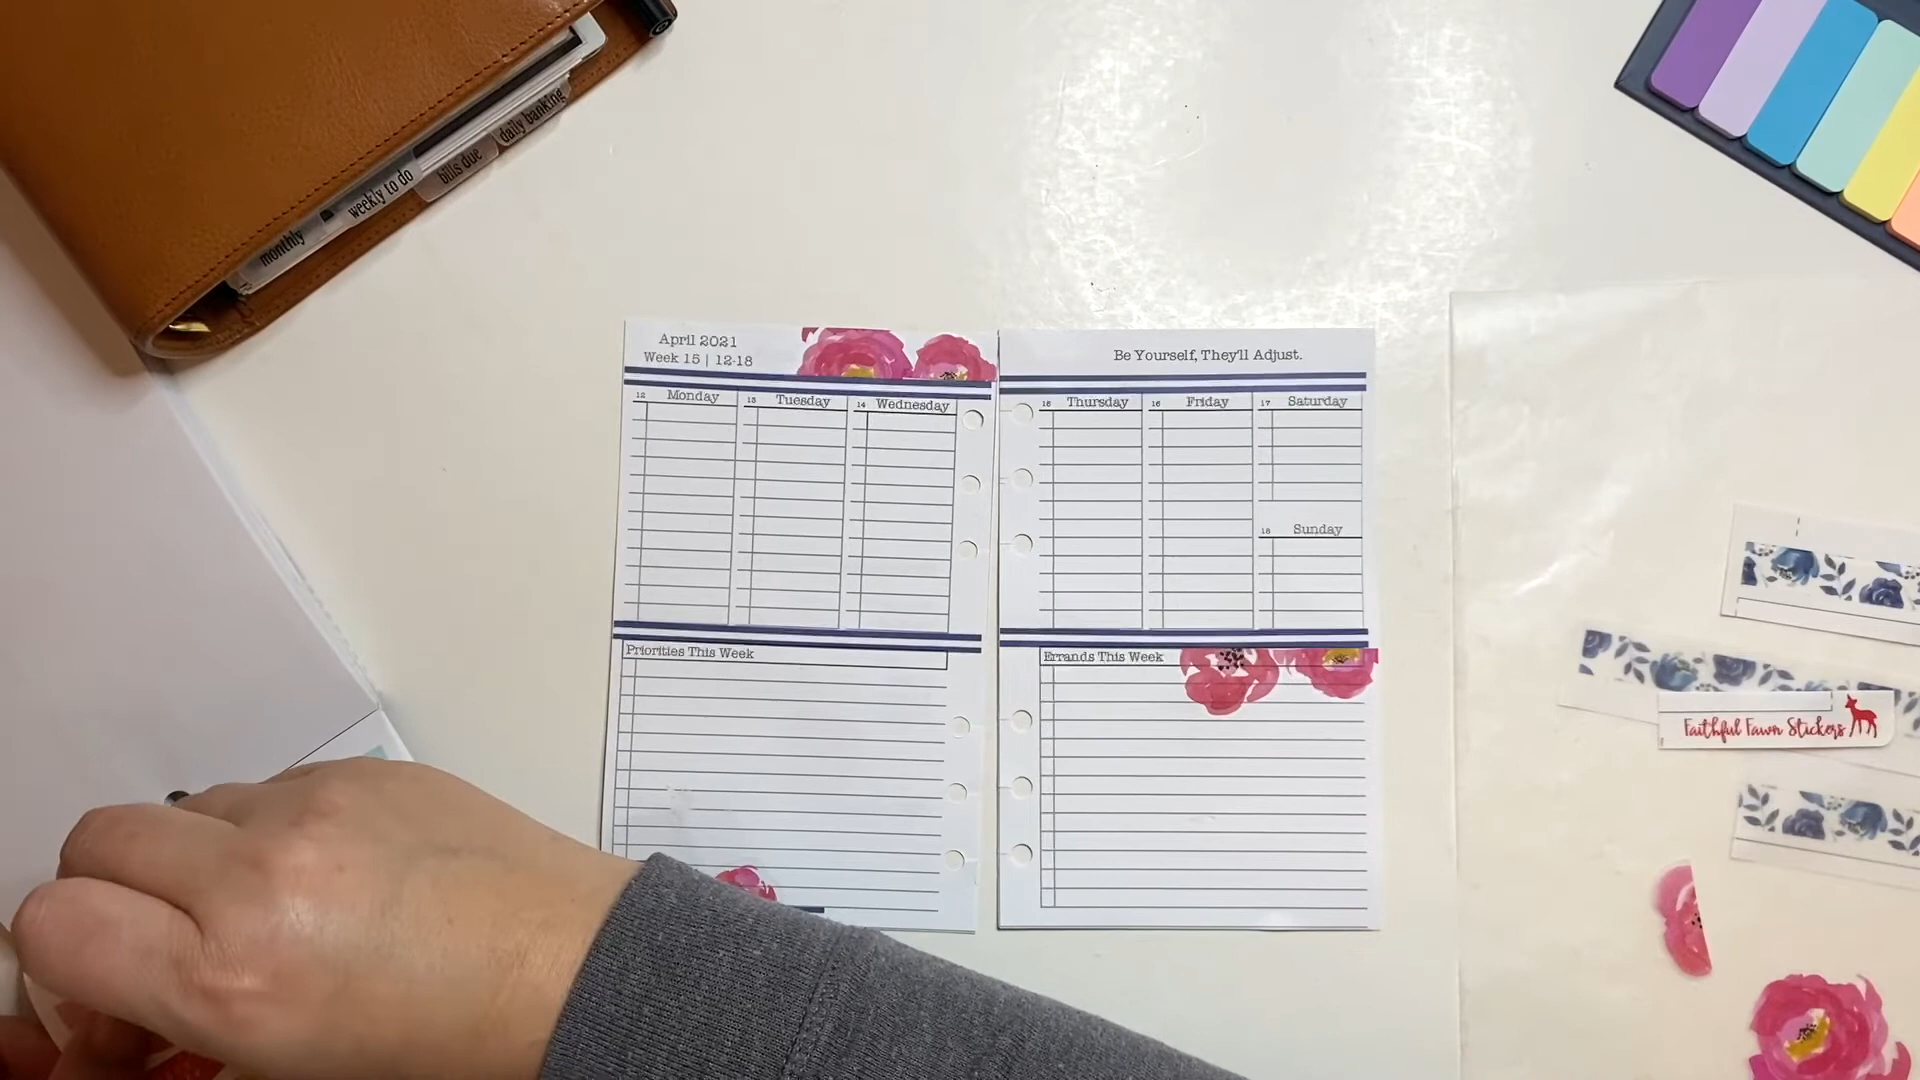 monthly
weekly to do
bills due
daily banking
April 2021
Week 15 | 12-18
Be Yourself, They'll Adjust.
12 Monday
13 Tuesday
14 Wednesday
15 Thursday
16 Friday
17 Saturday
18 Sunday
Priorities This Week
Errands This Week
Faithful Fawn Stickers